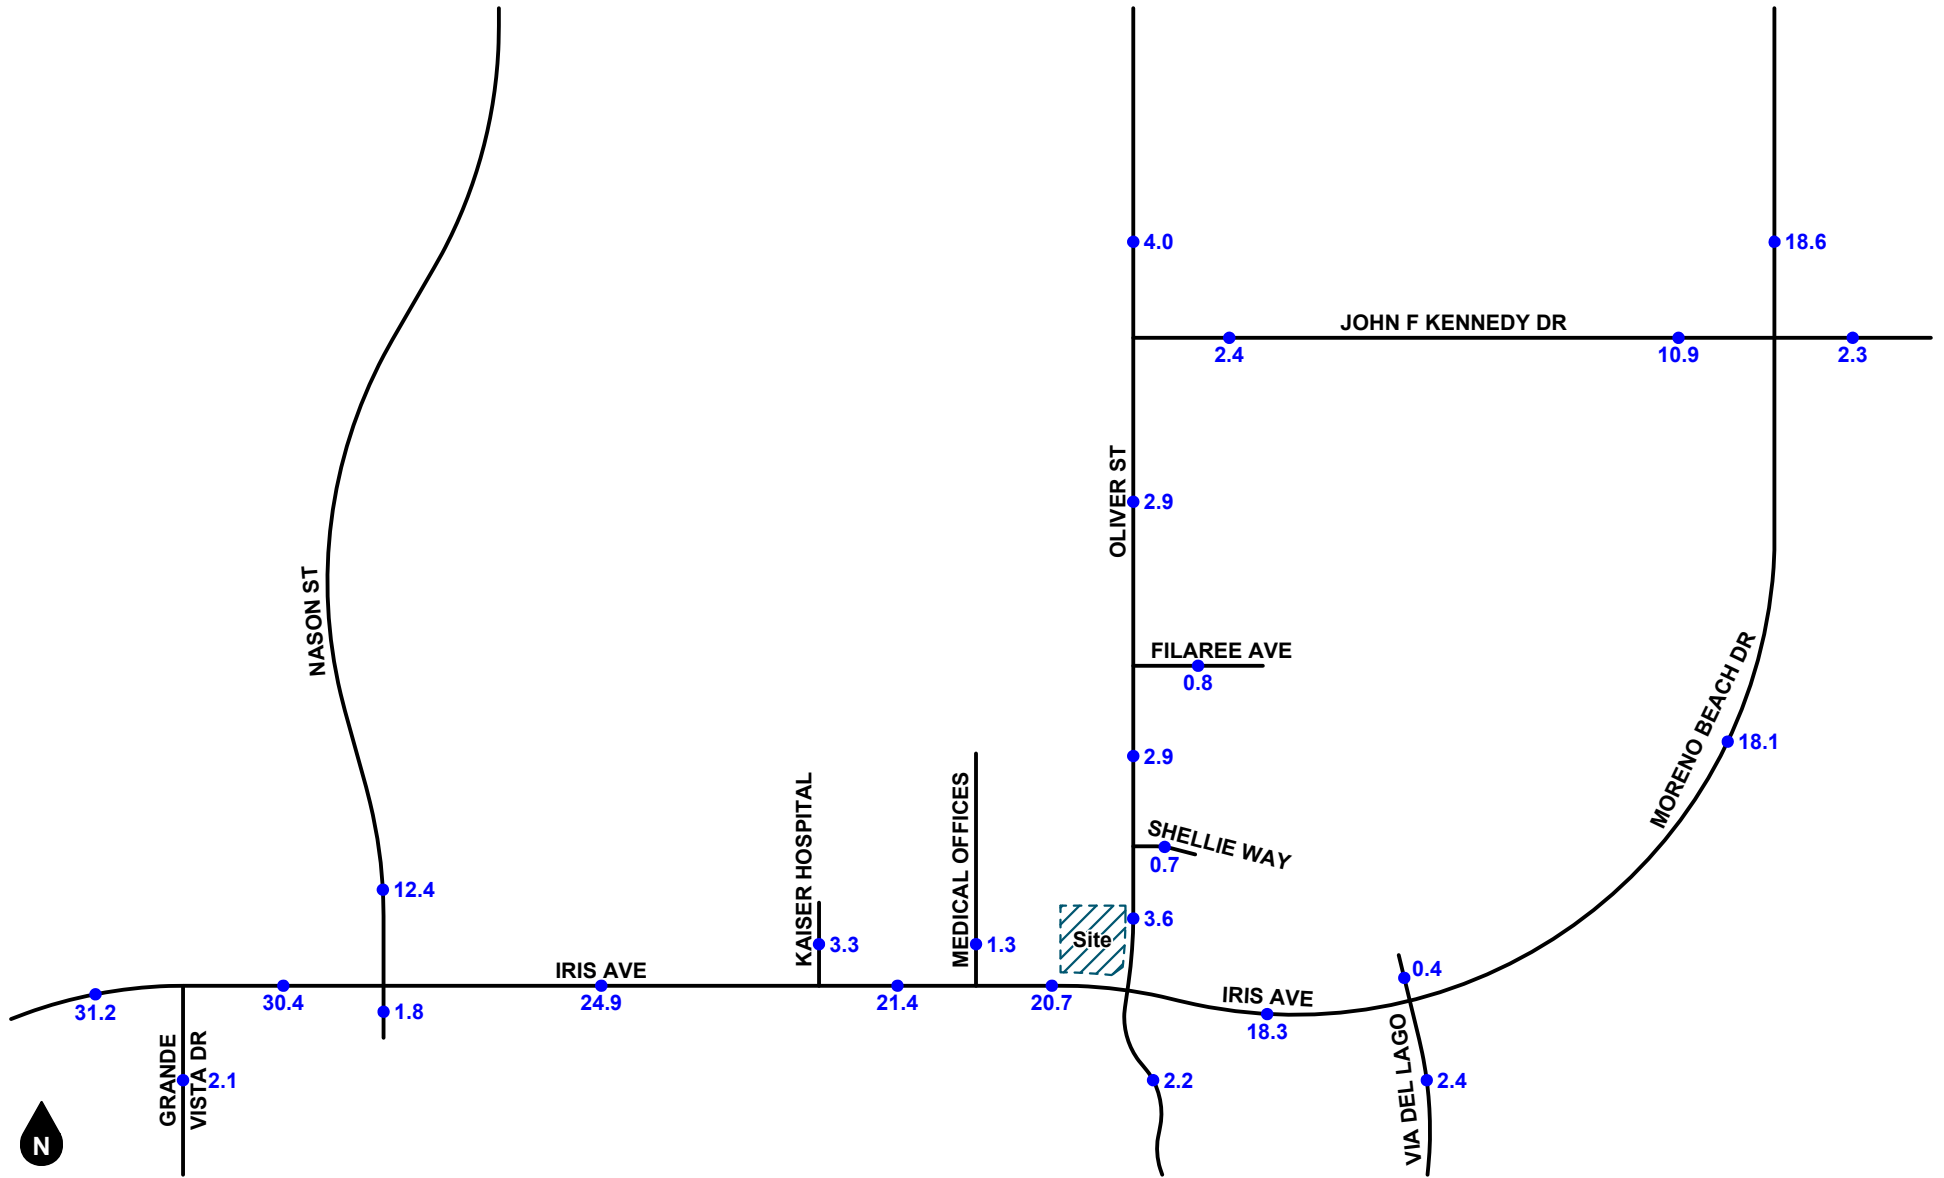 4.0
18.6
JOHN F KENNEDY DR
2.4
10.9
2.3
OLIVER ST
2.9
NASON ST
FILAREE AVE
0.8
MORENO BEACH DR
18.1
2.9
SHELLIE WAY
0.7
12.4
KAISER HOSPITAL
3.3
MEDICAL OFFICES
1.3
Site
3.6
IRIS AVE
31.2
30.4
24.9
21.4
20.7
1.8
IRIS AVE
18.3
0.4
VIA DEL LAGO
2.4
GRANDE
VISTA DR
2.1
2.2
N